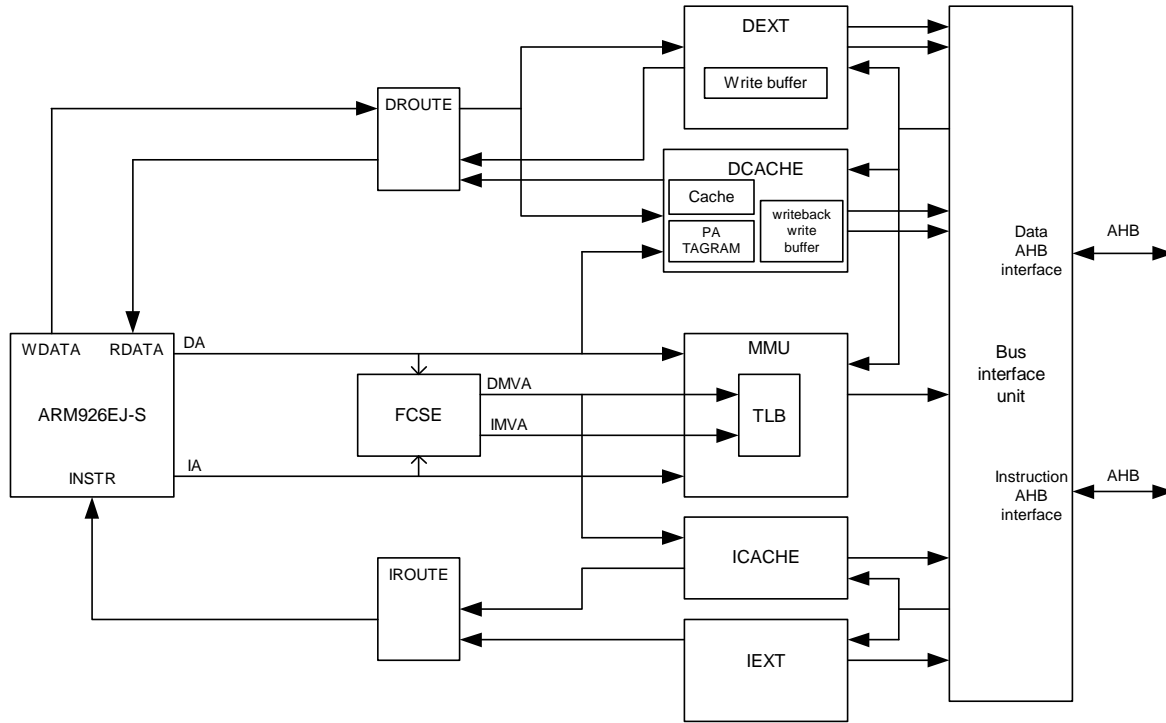 DEXT
Write buffer
DROUTE
DCACHE
Cache
PA
TAGRAM
writeback
write
buffer
Data
AHB
interface
AHB
WDATA
RDATA
DA
ARM926EJ-S
INSTR
IA
FCSE
DMVA
IMVA
MMU
TLB
Bus
interface
unit
Instruction
AHB
interface
AHB
IROUTE
ICACHE
IEXT